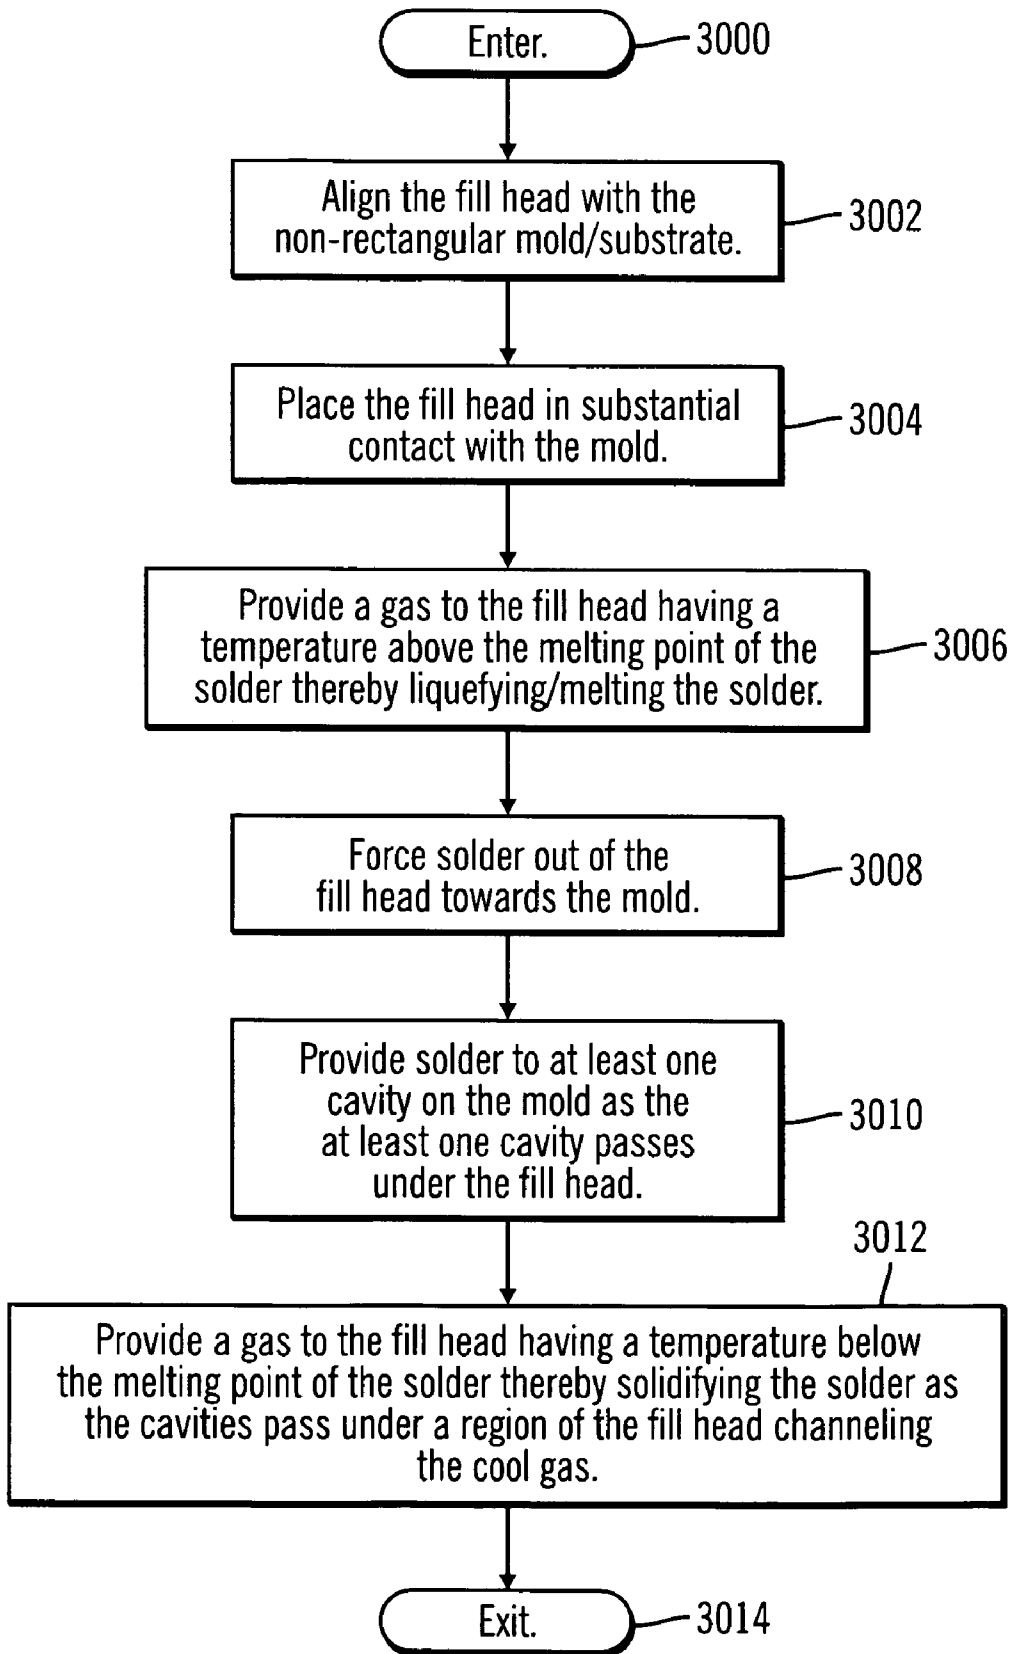 Enter.
3000
Align the fill head with the
non-rectangular mold/substrate.
3002
Place the fill head in substantial
contact with the mold.
3004
Provide a gas to the fill head having a
temperature above the melting point of the
solder thereby liquefying/melting the solder.
3006
Force solder out of the
fill head towards the mold.
3008
Provide solder to at least one
cavity on the mold as the
at least one cavity passes
under the fill head.
3010
3012
Provide a gas to the fill head having a temperature below
the melting point of the solder thereby solidifying the solder as
the cavities pass under a region of the fill head channeling
the cool gas.
Exit.
3014